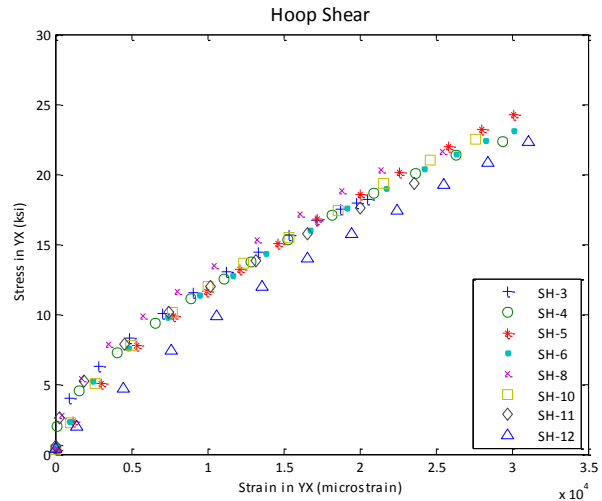 Hoop Shear
30
25
20
15
10
5
0
Stress in YX (ksi)
0 0.5 1 1.5 2 2.5 3 3.5
x 10⁴
Strain in YX (microstrain)
SH-3
SH-4
SH-5
SH-6
SH-8
SH-10
SH-11
SH-12